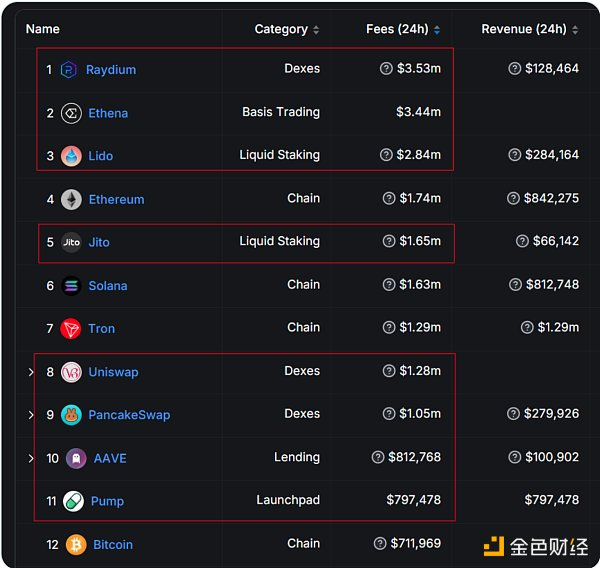 Name Category Fees (24h) Revenue (24h)
1 Raydium Dexes $3.53m $128,464
2 Ethena Basis Trading $3.44m
3 Lido Liquid Staking $2.84m $284,164
4 Ethereum Chain $1.74m $842,275
5 Jito Jito Liquid Staking $1.65m $66,142
6 Solana Chain $1.63m $812,748
7 Tron Chain $1.29m $1.29m
8 Uniswap Dexes $1.28m
9 PancakeSwap Dexes $1.05m $279,926
10 AAVE Lending $812,768 $100,902
11 Pump Launchpad $797,478 $797,478
12 Bitcoin Chain $711,969
金色财经